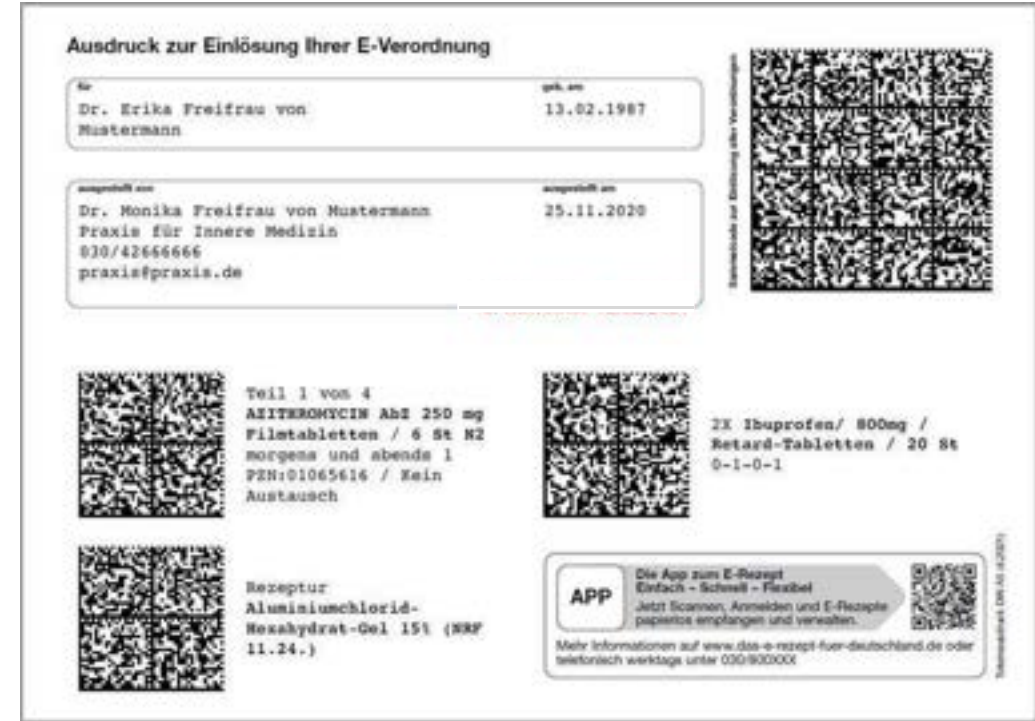 Ausdruck zur Einlösung Ihrer E-Verordnung
für
geb. am
Dr. Erika Freifrau von
Mustermann
13.02.1987
ausgestellt von
ausgestellt am
Dr. Monika Freifrau von Mustermann
25.11.2020
Praxis für Innere Medizin
030/42666666
praxis@praxis.de
Sammelcode zur Einlösung aller Verordnungen
Teil 1 von 4
AZITHROMYCIN AbZ 250 mg
Filmtabletten / 6 St N2
morgens und abends 1
PZN:01065616 / Kein
Austausch
2X Ibuprofen/ 800mg /
Retard-Tabletten / 20 St
0-1-0-1
Rezeptur
Aluminiumchlorid-
Hexahydrat-Gel 15% (NRF
11.24.)
APP
Die App zum E-Rezept
Einfach – Schnell – Flexibel
Jetzt Scannen, Anmelden und E-Rezepte
papierlos empfangen und verwalten.
Mehr Informationen auf www.das-e-rezept-fuer-deutschland.de oder
telefonisch werktags unter 030/800XXX